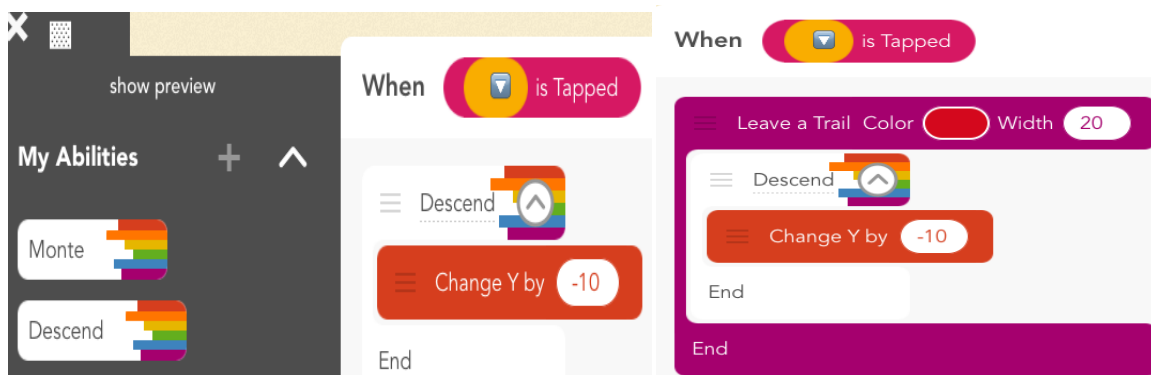 show preview
My Abilities +
Monte
Descend
When 🔽 is Tapped
Descend
Change Y by -10
End
When 🔽 is Tapped
Leave a Trail Color Width 20
Descend
Change Y by -10
End
End